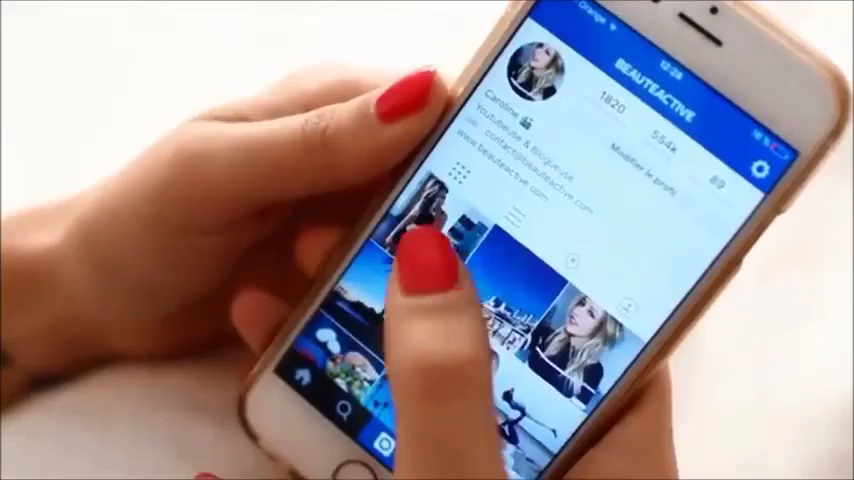 Orange
12:28
18 %
BEAUTEACTIVE
1820
554k
89
Modifier le profil
Caroline
Youtubeuse & Blogueuse
contact@beauteactive.com
www.beauteactive.com